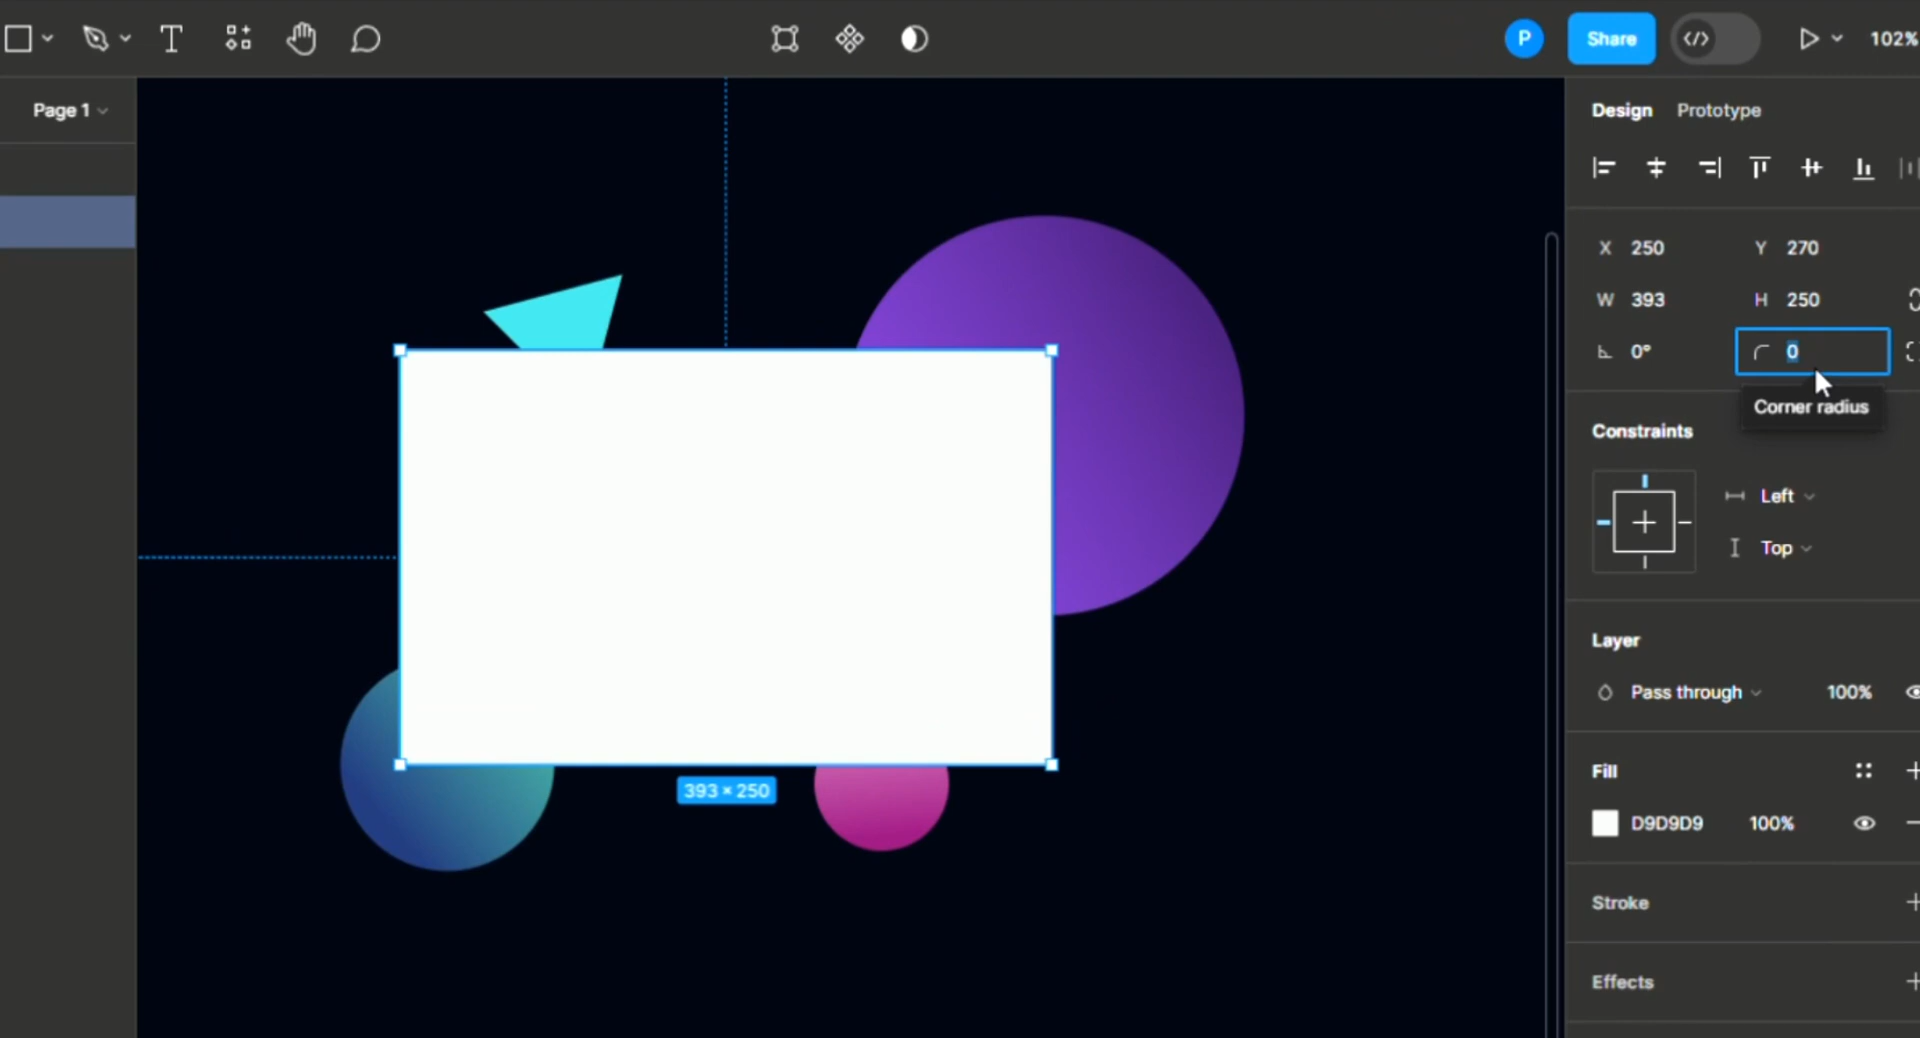 P
Share
102%
Page 1
Design Prototype
X 250 Y 270
W 393 H 250
0° 0
Corner radius
Constraints
Left
Top
Layer
Pass through 100%
Fill
D9D9D9 100%
393 × 250
Stroke
Effects